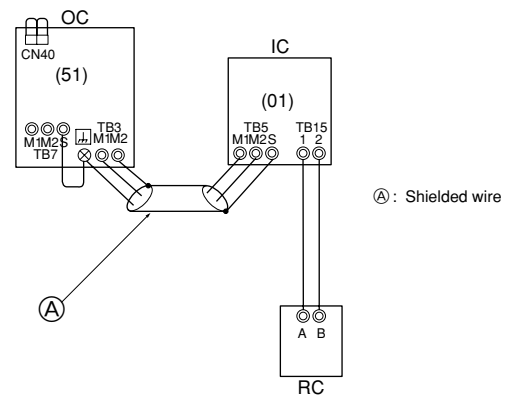 OC
CN40
(51)
M1M2S
TB7
TB3
M1M2
IC
(01)
TB5
M1M2S
TB15
1 2
Ⓐ : Shielded wire
Ⓐ
A B
RC